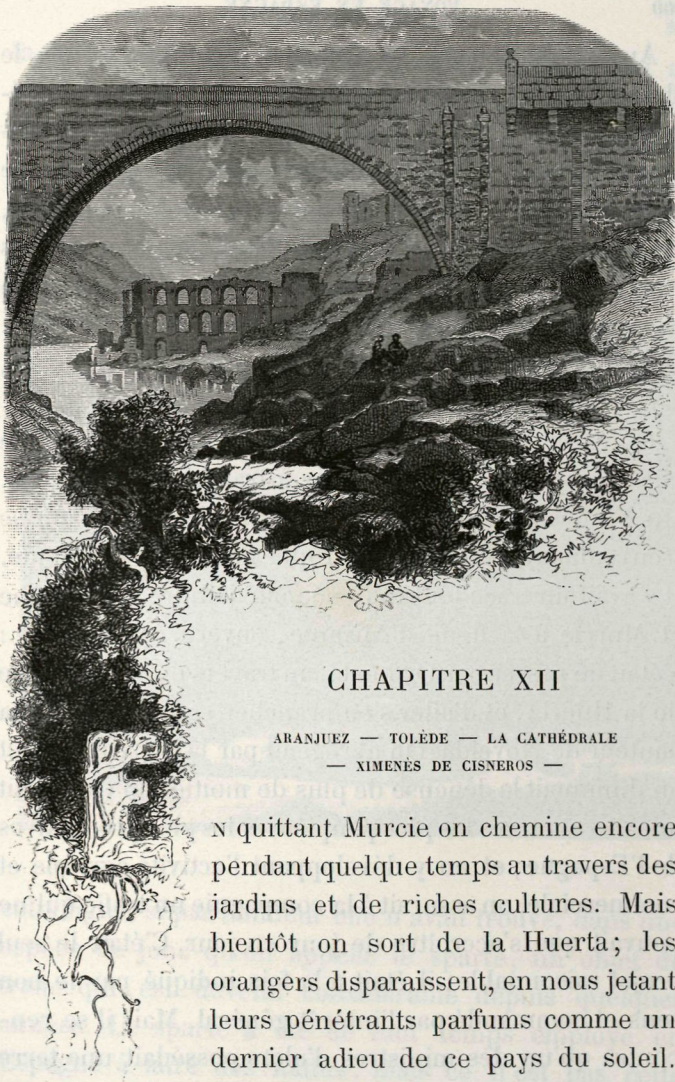 CHAPITRE XII
ARANJUEZ — TOLÈDE — LA CATHÉDRALE
— XIMENÈS DE CISNEROS —
EN quittant Murcie on chemine encore
pendant quelque temps au travers des
jardins et de riches cultures. Mais
bientôt on sort de la Huerta; les
orangers disparaissent, en nous jetant
leurs pénétrants parfums comme un
dernier adieu de ce pays du soleil.